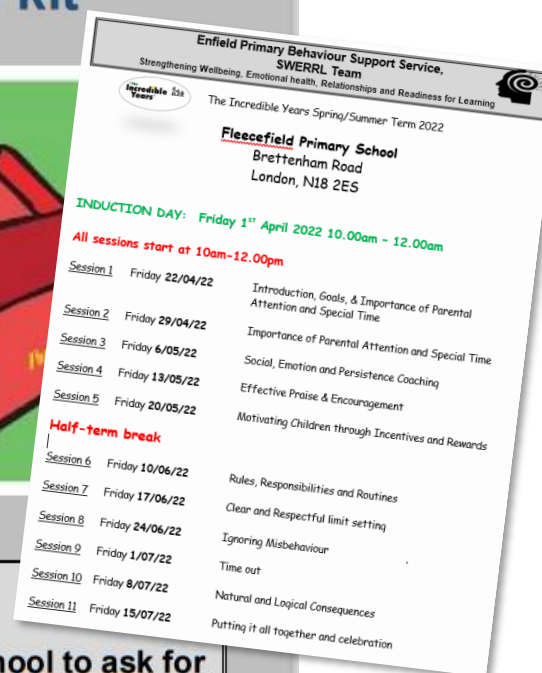 Kit
Enfield Primary Behaviour Support Service,
SWERRL Team
Strengthening Wellbeing, Emotional health, Relationships and Readiness for Learning
The Incredible Years
The Incredible Years Spring/Summer Term 2022
Fleecefield Primary School
Brettenham Road
London, N18 2ES
INDUCTION DAY: Friday 1st April 2022 10.00am – 12.00am
All sessions start at 10am-12.00pm
Session 1 Friday 22/04/22 Introduction, Goals, & Importance of Parental
Attention and Special Time
Session 2 Friday 29/04/22 Importance of Parental Attention and Special Time
Session 3 Friday 6/05/22 Social, Emotion and Persistence Coaching
Session 4 Friday 13/05/22 Effective Praise & Encouragement
Session 5 Friday 20/05/22 Motivating Children through Incentives and Rewards
Half-term break
Session 6 Friday 10/06/22 Rules, Responsibilities and Routines
Session 7 Friday 17/06/22 Clear and Respectful limit setting
Session 8 Friday 24/06/22 Ignoring Misbehaviour
Session 9 Friday 1/07/22 Time out
Session 10 Friday 8/07/22 Natural and Logical Consequences
Session 11 Friday 15/07/22 Putting it all together and celebration
hool to ask for